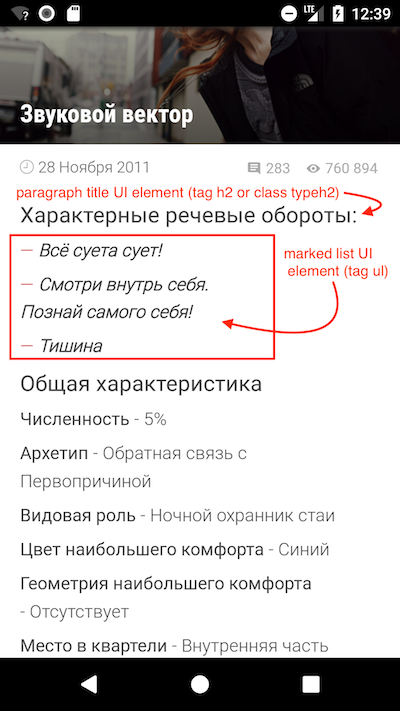 LTE 12:39
Звуковой вектор
28 Ноября 2011 283 760 894
paragraph title UI element (tag h2 or class typeh2)
Характерные речевые обороты:
— Всё суета сует!
marked list UI
element (tag ul)
— Смотри внутрь себя.
Познай самого себя!
— Тишина
Общая характеристика
Численность - 5%
Архетип - Обратная связь с
Первопричиной
Видовая роль - Ночной охранник стаи
Цвет наибольшего комфорта - Синий
Геометрия наибольшего комфорта
- Отсутствует
Место в квартели - Внутренняя часть